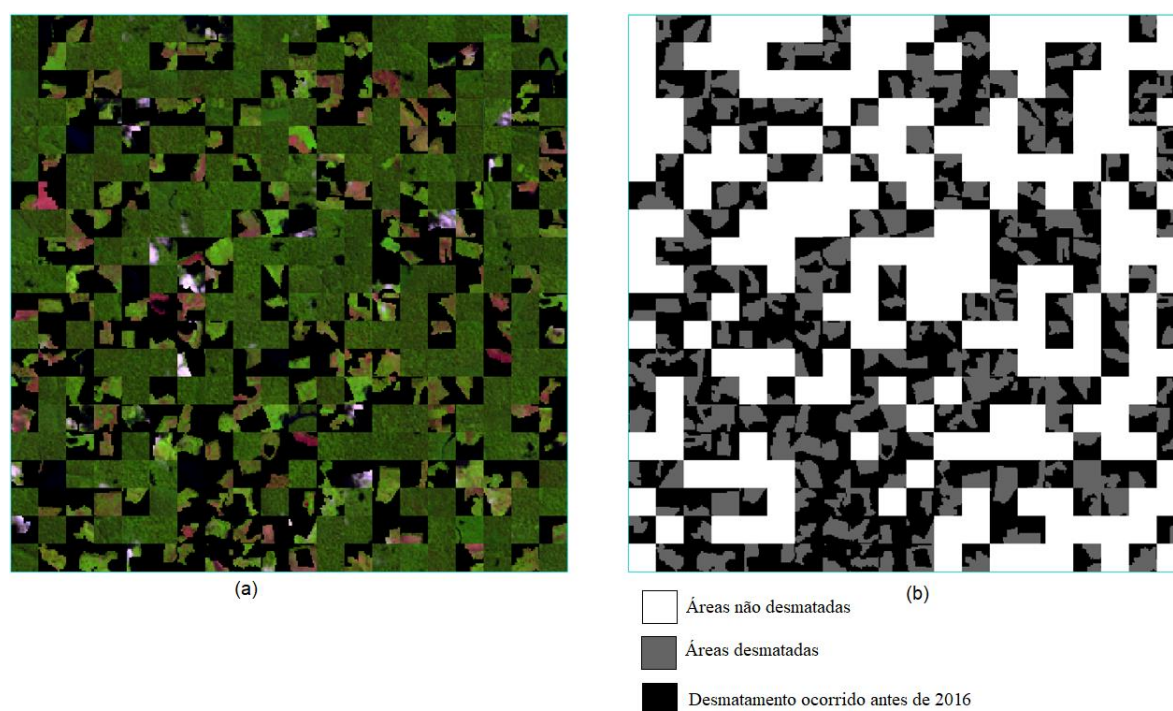 (a)
(b)
Áreas não desmatadas
Áreas desmatadas
Desmatamento ocorrido antes de 2016